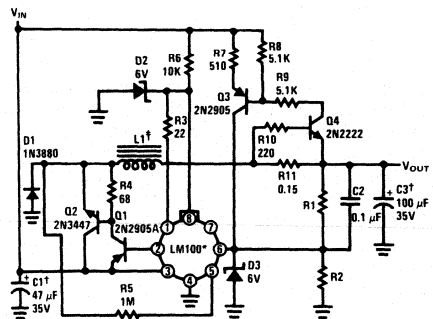 VIN
D2
6V
R6
10K
R7
510
R8
5.1K
R9
5.1K
Q3
2N2905
Q4
2N2222
R3
22
R10
220
D1
1N3880
L1†
R11
0.15
VOUT
R4
68
Q2
2N3447
Q1
2N2905A
R1
C2
0.1 µF
C3†
100 µF
35V
+
1
8
7
2
LM100*
6
3
4
5
D3
6V
R2
C1†
47 µF
35V
+
R5
1M